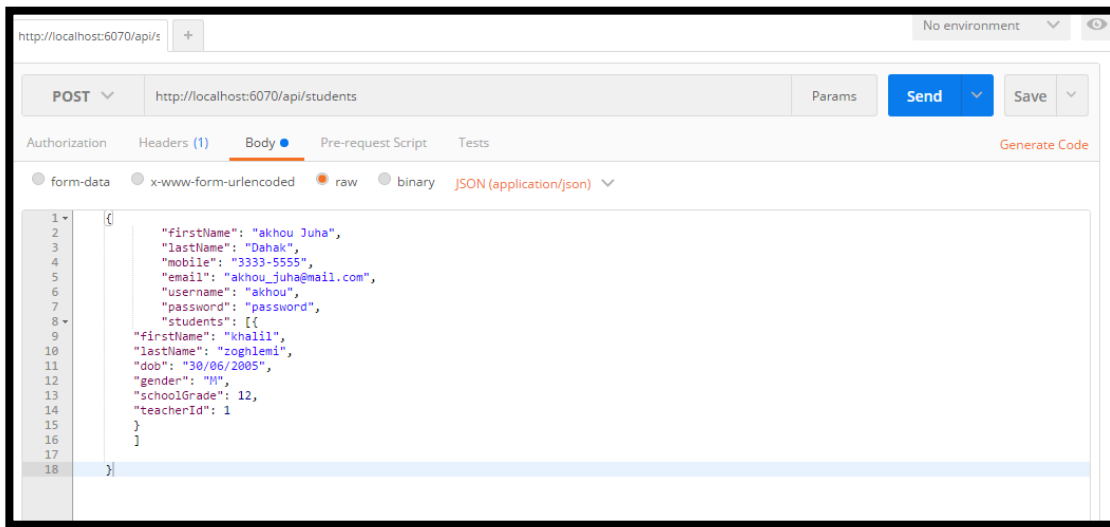 http://localhost:6070/api/s + No environment
POST http://localhost:6070/api/students Params Send Save
Authorization Headers (1) Body Pre-request Script Tests Generate Code
form-data x-www-form-urlencoded raw binary JSON (application/json)
1 {
2 "firstName": "akhou Juha",
3 "lastName": "Dahak",
4 "mobile": "3333-5555",
5 "email": "akhou_juha@mail.com",
6 "username": "akhou",
7 "password": "password",
8 "students": [{
9 "firstName": "khalil",
10 "lastName": "zoghlemi",
11 "dob": "30/06/2005",
12 "gender": "M",
13 "schoolGrade": 12,
14 "teacherId": 1
15 }
16 ]
17
18 }